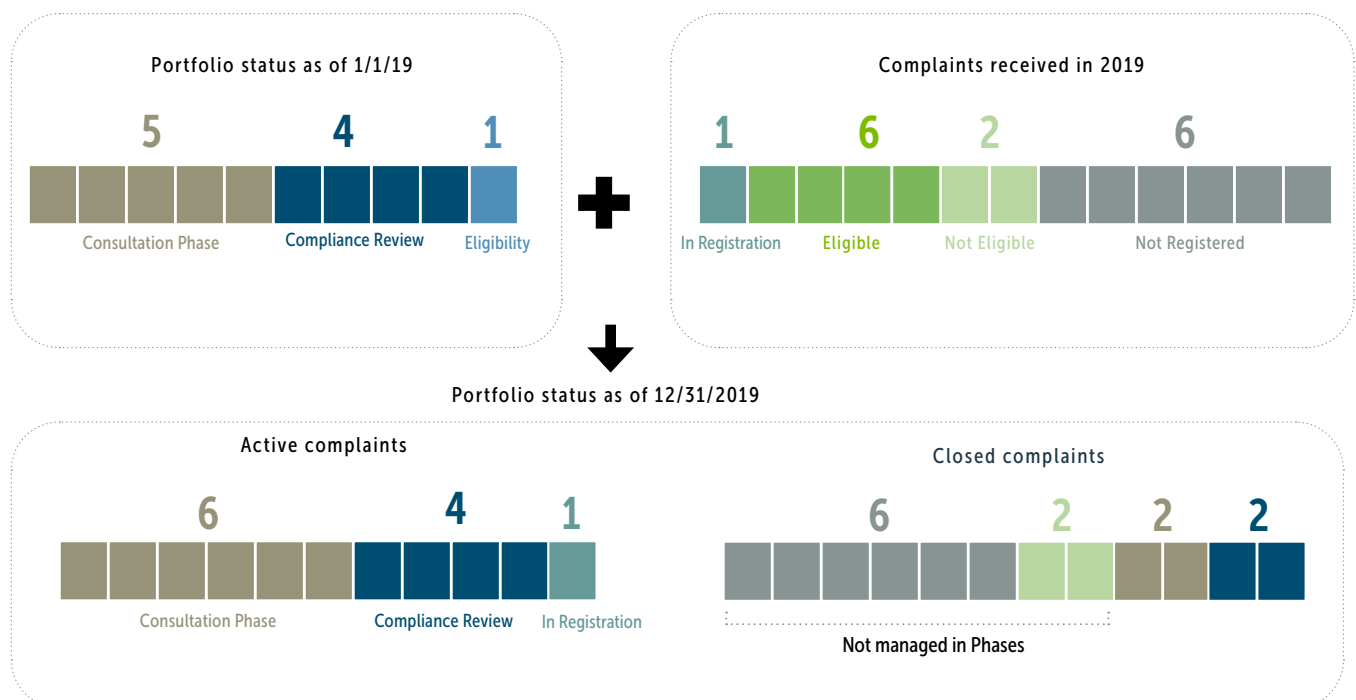 Portfolio status as of 1/1/19
5 4 1
Consultation Phase Compliance Review Eligibility
Complaints received in 2019
1 6 2 6
In Registration Eligible Not Eligible Not Registered
Portfolio status as of 12/31/2019
Active complaints
6 4 1
Consultation Phase Compliance Review In Registration
Closed complaints
6 2 2 2
Not managed in Phases